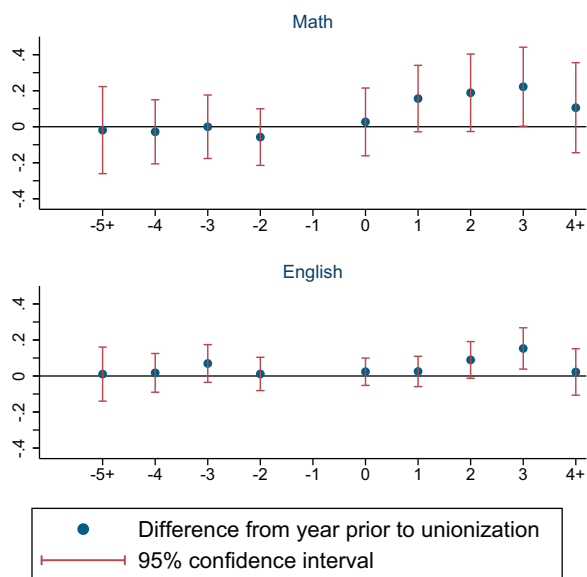 Math
.4
.2
0
-.2
-.4
-5+ -4 -3 -2 -1 0 1 2 3 4+
English
.4
.2
0
-.2
-.4
-5+ -4 -3 -2 -1 0 1 2 3 4+
Difference from year prior to unionization
95% confidence interval